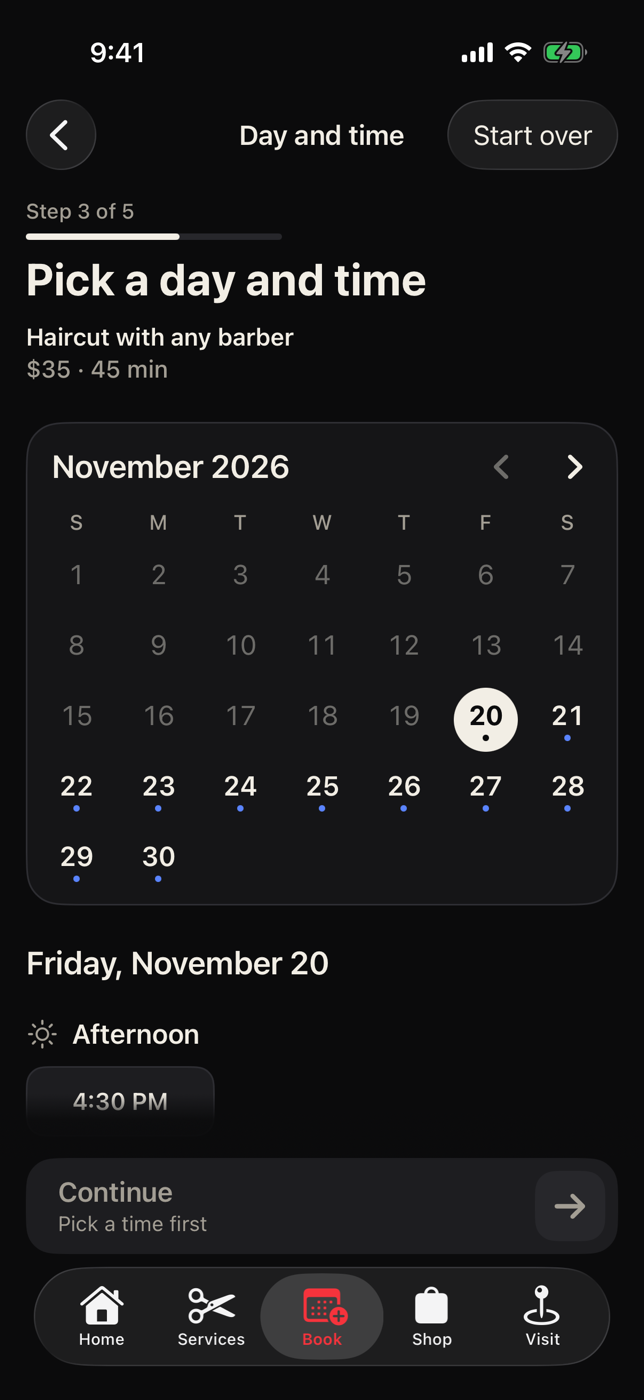 9:41
Day and time
Start over
Step 3 of 5
Pick a day and time
Haircut with any barber
$35 · 45 min
November 2026
S M T W T F S
1 2 3 4 5 6 7
8 9 10 11 12 13 14
15 16 17 18 19 20 21
22 23 24 25 26 27 28
29 30
Friday, November 20
Afternoon
4:30 PM
Continue
Pick a time first
Home Services Book Shop Visit